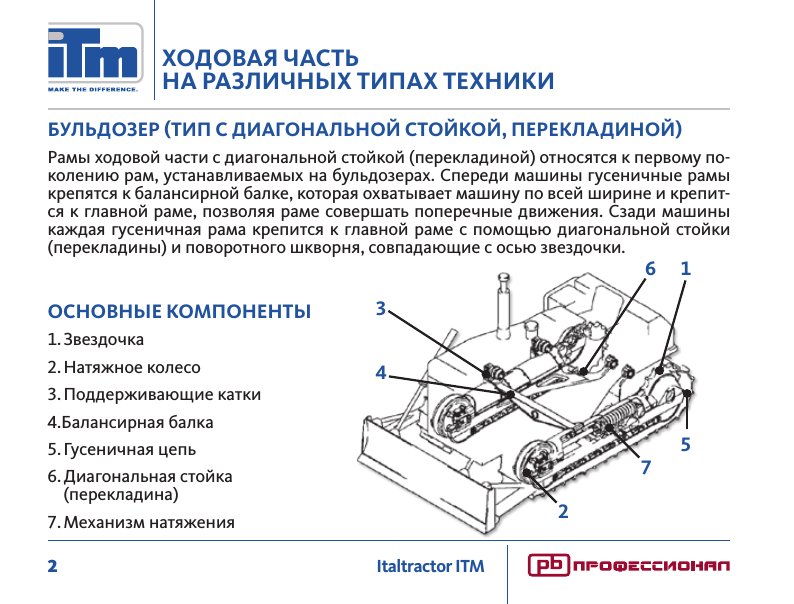 iTm
MAKE THE DIFFERENCE.
ХОДОВАЯ ЧАСТЬ
НА РАЗЛИЧНЫХ ТИПАХ ТЕХНИКИ
БУЛЬДОЗЕР (ТИП С ДИАГОНАЛЬНОЙ СТОЙКОЙ, ПЕРЕКЛАДИНОЙ)
Рамы ходовой части с диагональной стойкой (перекладиной) относятся к первому по-
колению рам, устанавливаемых на бульдозерах. Спереди машины гусеничные рамы
крепятся к балансирной балке, которая охватывает машину по всей ширине и крепит-
ся к главной раме, позволяя раме совершать поперечные движения. Сзади машины
каждая гусеничная рама крепится к главной раме с помощью диагональной стойки
(перекладины) и поворотного шкворня, совпадающие с осью звездочки.
ОСНОВНЫЕ КОМПОНЕНТЫ
1. Звездочка
2. Натяжное колесо
3. Поддерживающие катки
4.Балансирная балка
5. Гусеничная цепь
6. Диагональная стойка
(перекладина)
7. Механизм натяжения
6
1
3
4
5
7
2
2
Italtractor ITM
pb ПРОФЕССИОНАЛ